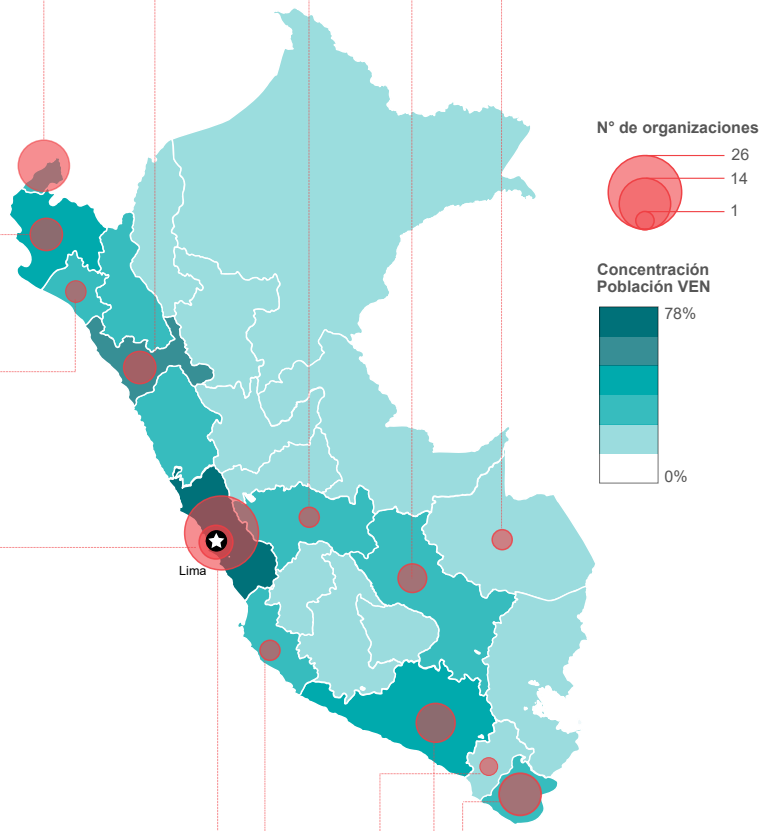 N° de organizaciones
26
14
1
Concentración
Población VEN
78%
0%
Lima